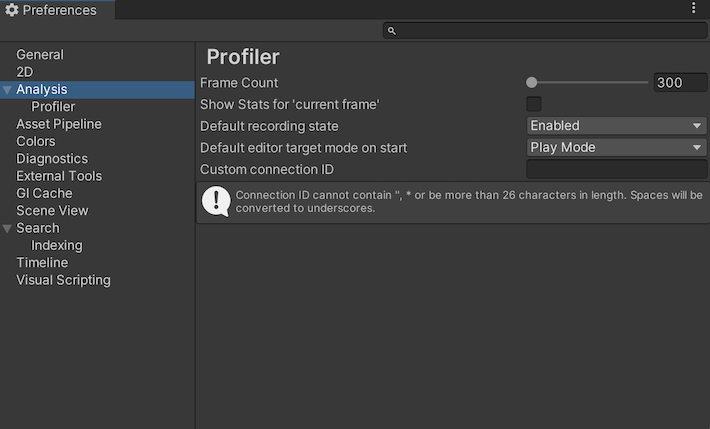 Preferences
General
2D
Analysis
Profiler
Asset Pipeline
Colors
Diagnostics
External Tools
GI Cache
Scene View
Search
Indexing
Timeline
Visual Scripting
Profiler
Frame Count 300
Show Stats for 'current frame'
Default recording state Enabled
Default editor target mode on start Play Mode
Custom connection ID
Connection ID cannot contain ", * or be more than 26 characters in length. Spaces will be
converted to underscores.